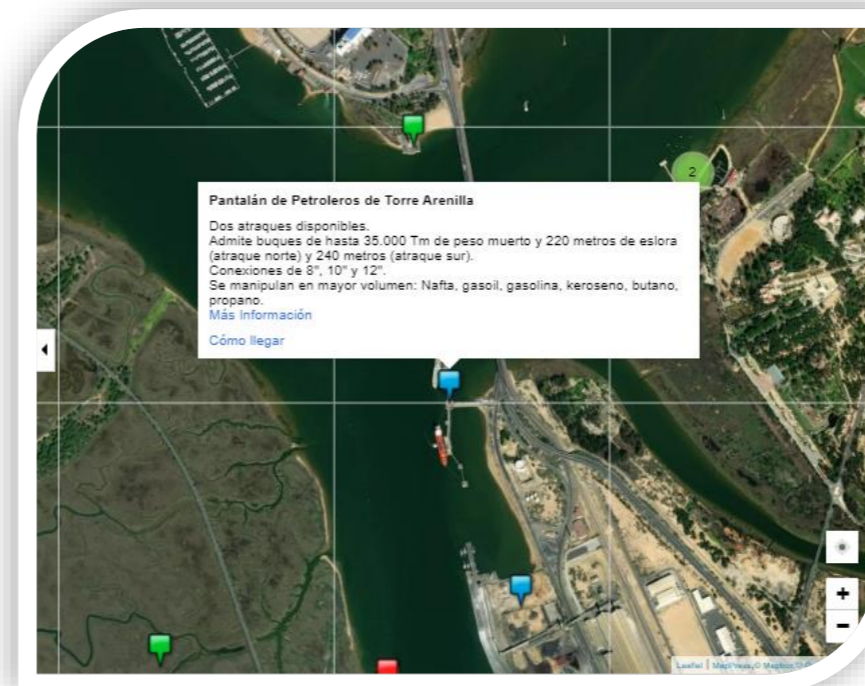 2
Pantalán de Petroleros de Torre Arenilla
Dos atraques disponibles.
Admite buques de hasta 35.000 Tm de peso muerto y 220 metros de eslora
(atraque norte) y 240 metros (atraque sur).
Conexiones de 8", 10" y 12".
Se manipulan en mayor volumen: Nafta, gasoil, gasolina, keroseno, butano,
propano.
Más Información
Cómo llegar
+
-
Leaflet | MapPress, © Mapbox ©